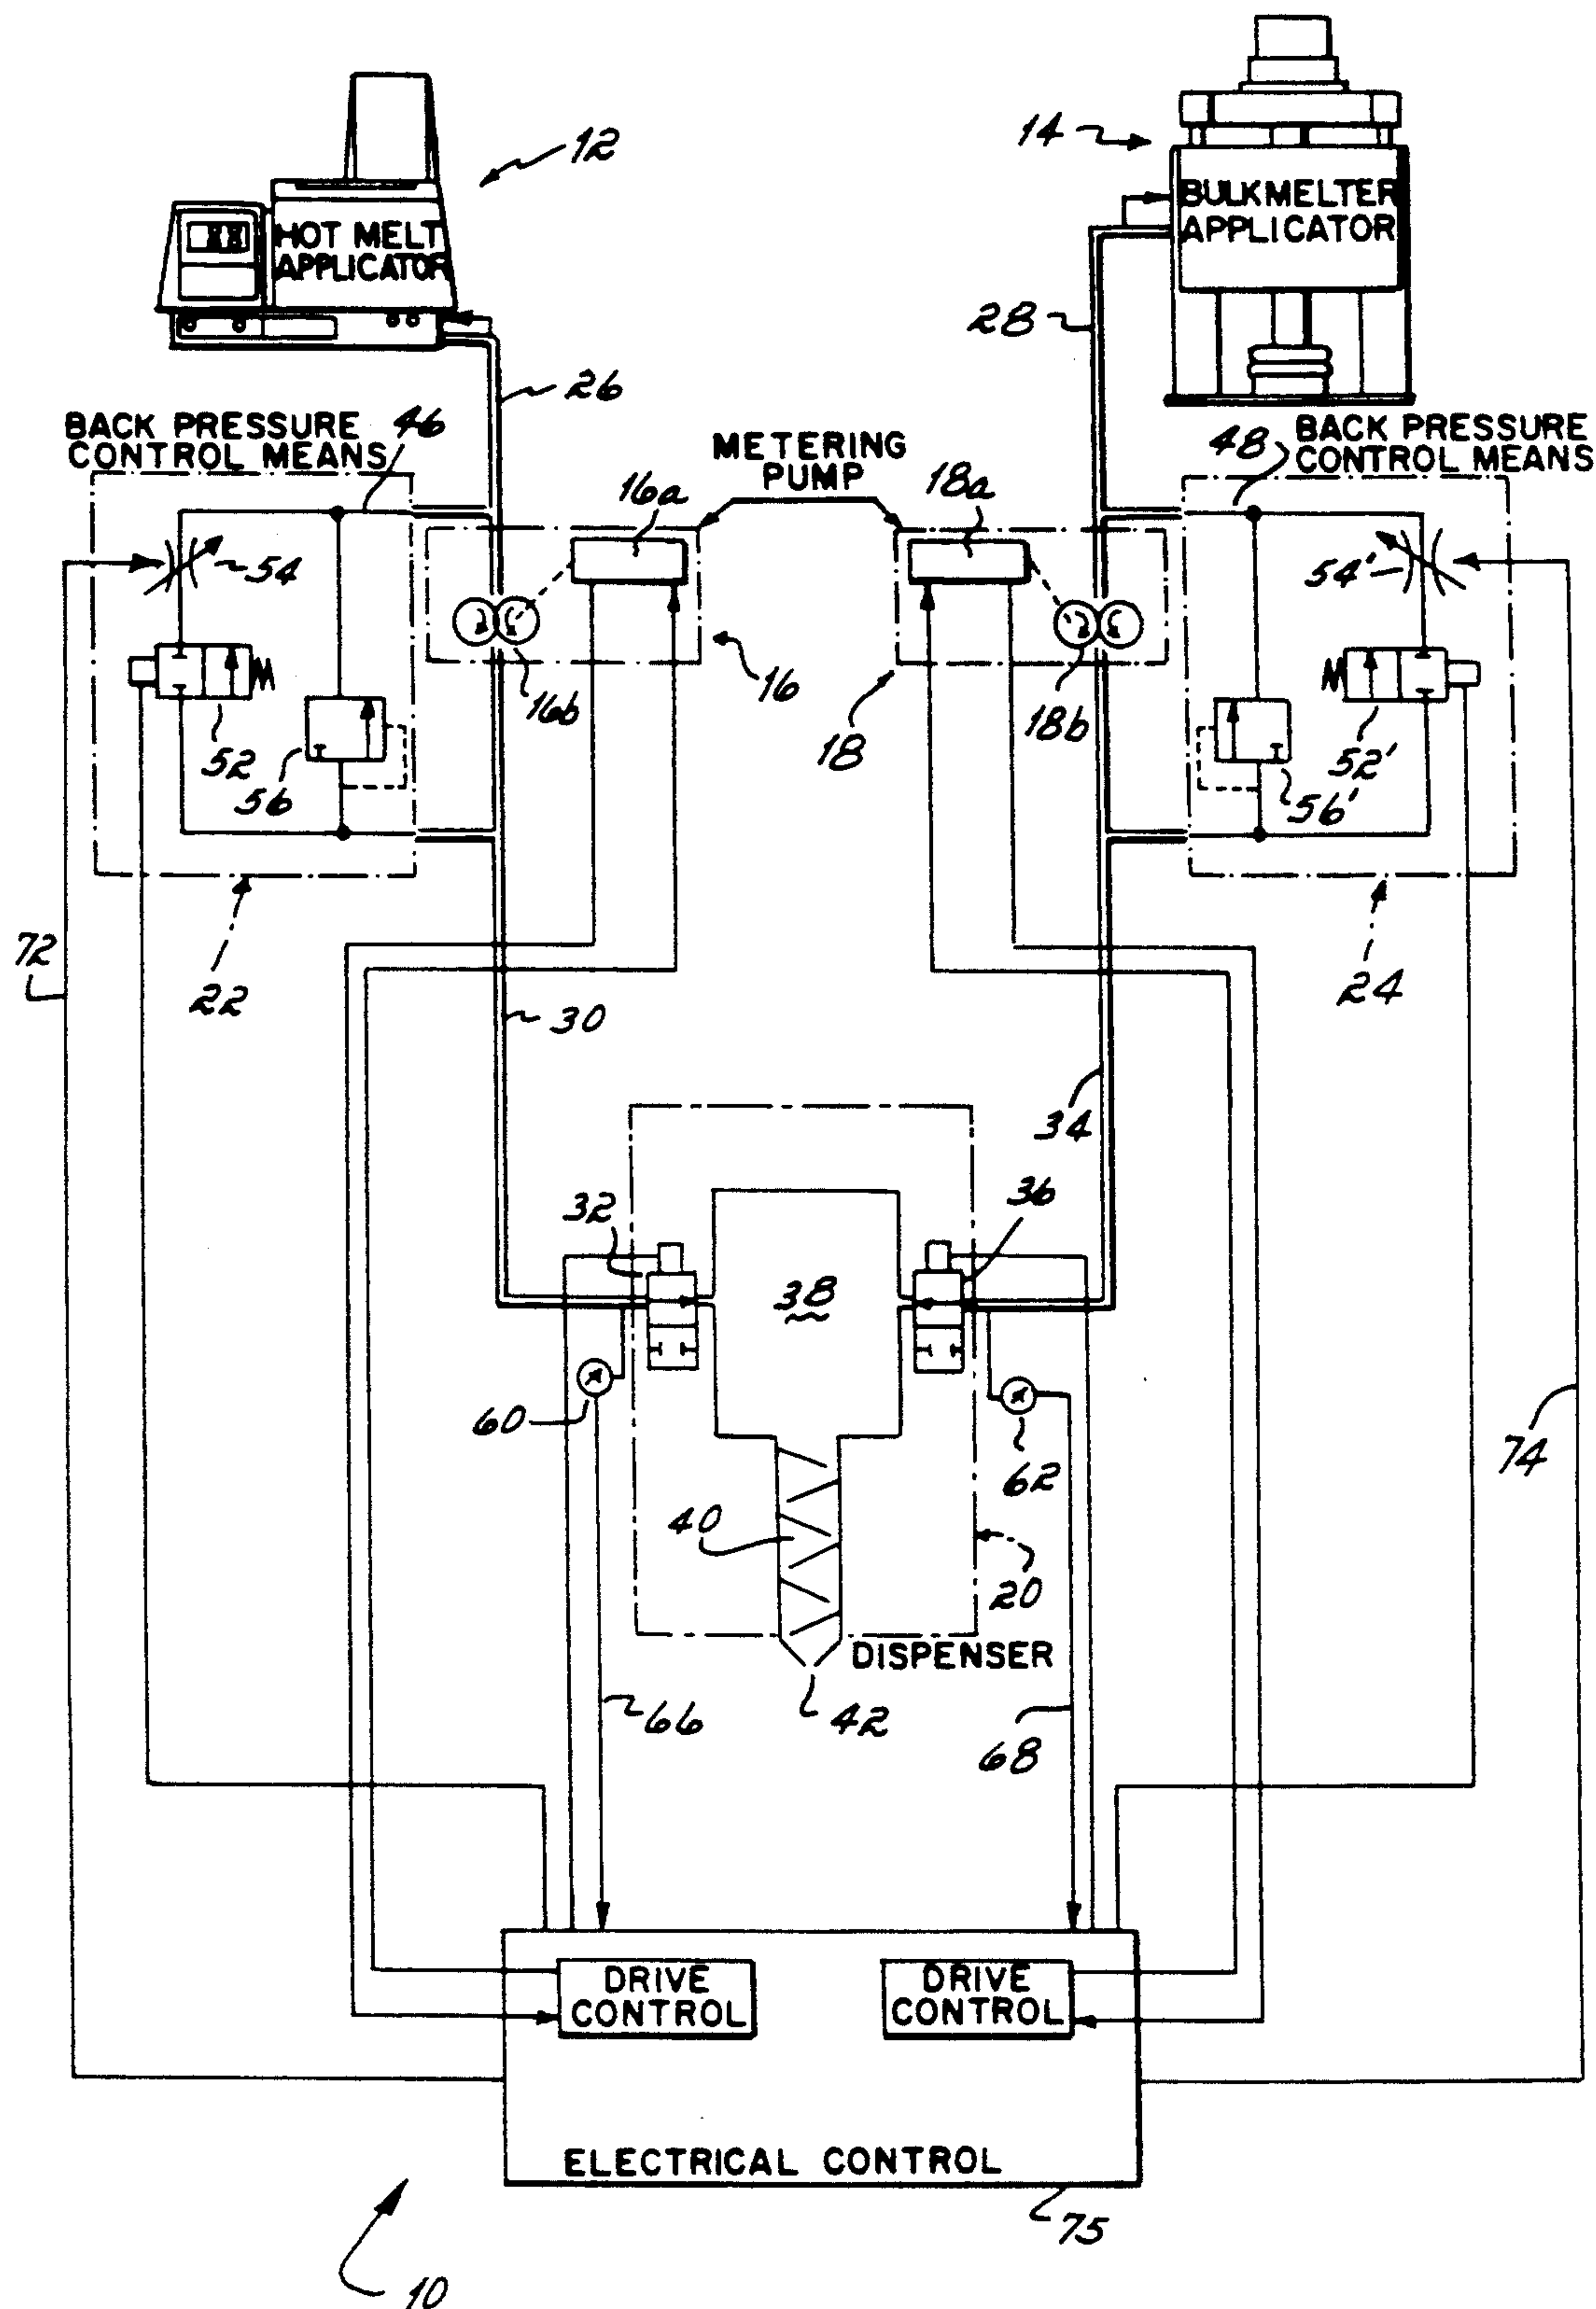 12
14
HOT MELT
APPLICATOR
BULKMELTER
APPLICATOR
28
26
BACK PRESSURE
CONTROL MEANS
46
METERING
PUMP
48
BACK PRESSURE
CONTROL MEANS
16a
18a
54
54'
16
16b
18
18b
52
56
52'
56'
72
22
24
30
34
32
36
38
60
62
74
40
20
DISPENSER
42
66
68
DRIVE
CONTROL
DRIVE
CONTROL
ELECTRICAL CONTROL
75
10